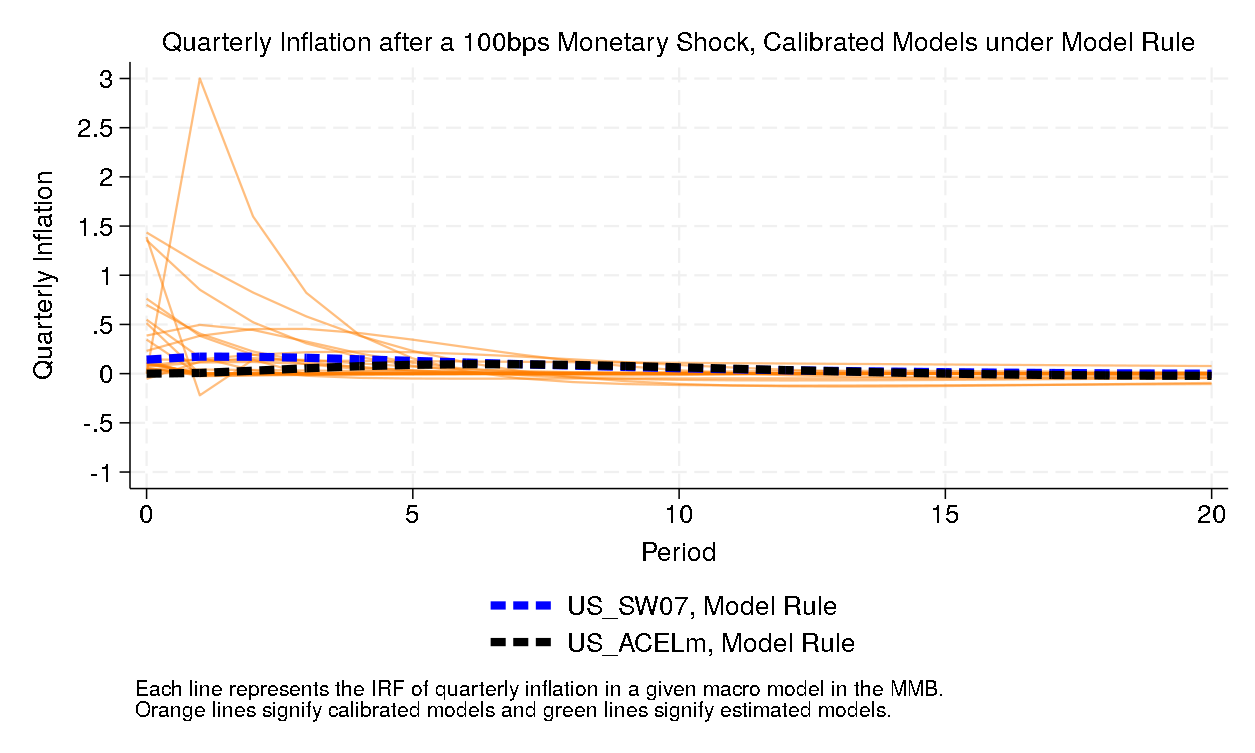 Quarterly Inflation after a 100bps Monetary Shock, Calibrated Models under Model Rule
Quarterly Inflation
3
2.5
2
1.5
1
.5
0
-.5
-1
0 5 10 15 20
Period
US_SW07, Model Rule
US_ACELm, Model Rule
Each line represents the IRF of quarterly inflation in a given macro model in the MMB.
Orange lines signify calibrated models and green lines signify estimated models.